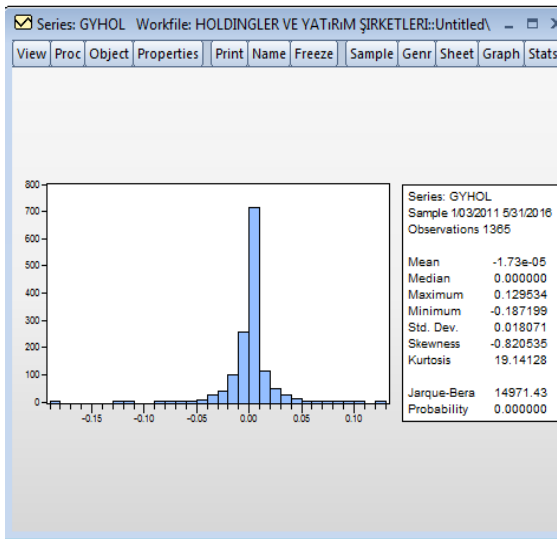 Series: GYHOL Workfile: HOLDINGLER VE YATıRıM ŞIRKETLERI::Untitled\
View Proc Object Properties Print Name Freeze Sample Genr Sheet Graph Stats
800
700
600
500
400
300
200
100
0
-0.15 -0.10 -0.05 0.00 0.05 0.10
Series: GYHOL
Sample 1/03/2011 5/31/2016
Observations 1365
Mean -1.73e-05
Median 0.000000
Maximum 0.129534
Minimum -0.187199
Std. Dev. 0.018071
Skewness -0.820535
Kurtosis 19.14128
Jarque-Bera 14971.43
Probability 0.000000